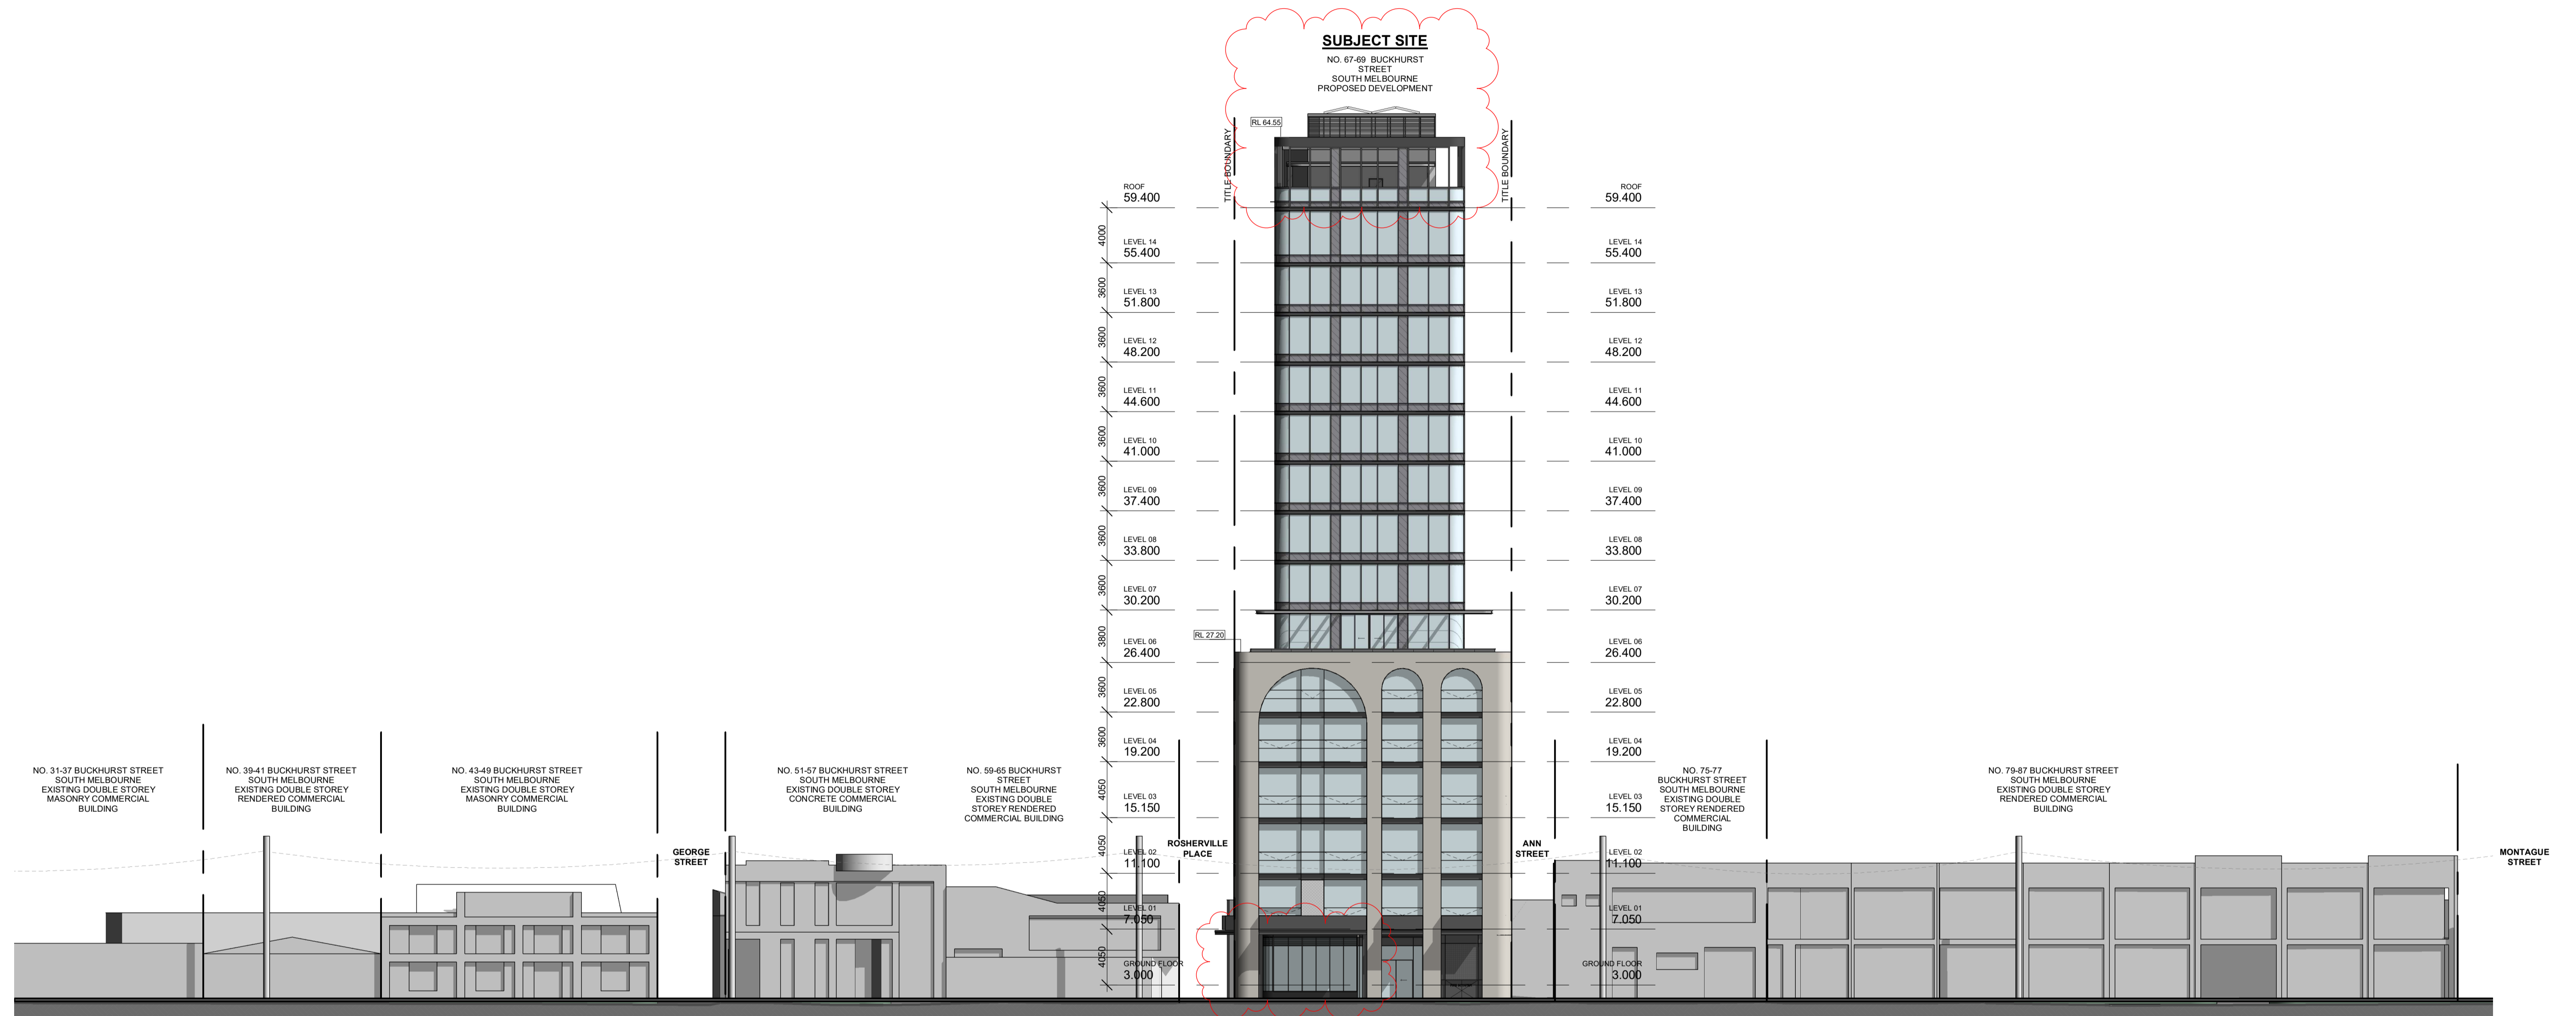 SUBJECT SITE
NO. 67-69 BUCKHURST
STREET
SOUTH MELBOURNE
PROPOSED DEVELOPMENT
RL 64.55
TITLE BOUNDARY
TITLE BOUNDARY
ROOF
59.400
ROOF
59.400
4000
LEVEL 14
55.400
LEVEL 14
55.400
3600
LEVEL 13
51.800
LEVEL 13
51.800
3600
LEVEL 12
48.200
LEVEL 12
48.200
3600
LEVEL 11
44.600
LEVEL 11
44.600
3600
LEVEL 10
41.000
LEVEL 10
41.000
3600
LEVEL 09
37.400
LEVEL 09
37.400
3600
LEVEL 08
33.800
LEVEL 08
33.800
3600
LEVEL 07
30.200
LEVEL 07
30.200
3800
RL 27.20
LEVEL 06
26.400
LEVEL 06
26.400
3600
LEVEL 05
22.800
LEVEL 05
22.800
3600
LEVEL 04
19.200
LEVEL 04
19.200
4050
LEVEL 03
15.150
LEVEL 03
15.150
4050
LEVEL 02
11.100
LEVEL 02
11.100
4050
LEVEL 01
7.050
LEVEL 01
7.050
4050
GROUND FLOOR
3.000
GROUND FLOOR
3.000
NO. 31-37 BUCKHURST STREET
SOUTH MELBOURNE
EXISTING DOUBLE STOREY
MASONRY COMMERCIAL
BUILDING
NO. 39-41 BUCKHURST STREET
SOUTH MELBOURNE
EXISTING DOUBLE STOREY
RENDERED COMMERCIAL
BUILDING
NO. 43-49 BUCKHURST STREET
SOUTH MELBOURNE
EXISTING DOUBLE STOREY
MASONRY COMMERCIAL
BUILDING
GEORGE
STREET
NO. 51-57 BUCKHURST STREET
SOUTH MELBOURNE
EXISTING DOUBLE STOREY
CONCRETE COMMERCIAL
BUILDING
NO. 59-65 BUCKHURST
STREET
SOUTH MELBOURNE
EXISTING DOUBLE
STOREY RENDERED
COMMERCIAL BUILDING
ROSHERVILLE
PLACE
ANN
STREET
NO. 75-77
BUCKHURST STREET
SOUTH MELBOURNE
EXISTING DOUBLE
STOREY RENDERED
COMMERCIAL
BUILDING
NO. 79-87 BUCKHURST STREET
SOUTH MELBOURNE
EXISTING DOUBLE STOREY
RENDERED COMMERCIAL
BUILDING
MONTAGUE
STREET